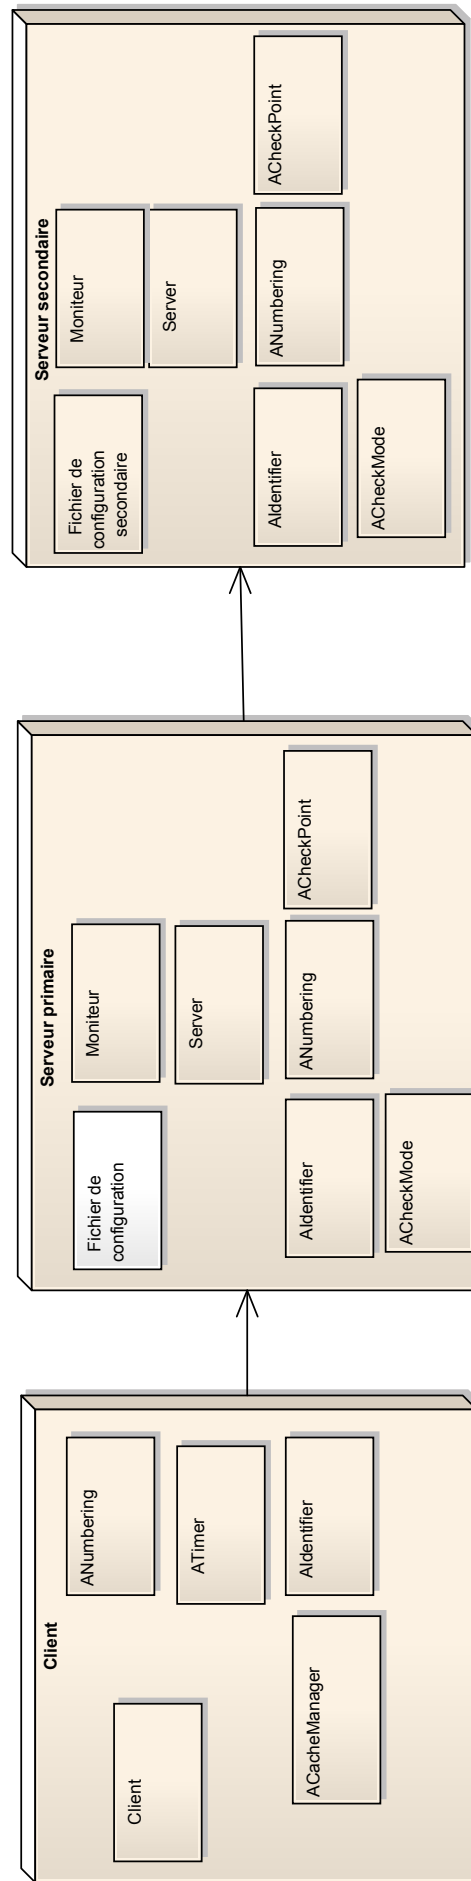 Client
Client
ANumbering
ATimer
ACacheManager
AIdentifier
Serveur primaire
Fichier de
configuration
Moniteur
Server
AIdentifier
ANumbering
ACheckPoint
ACheckMode
Serveur secondaire
Fichier de
configuration
secondaire
Moniteur
Server
AIdentifier
ANumbering
ACheckPoint
ACheckMode